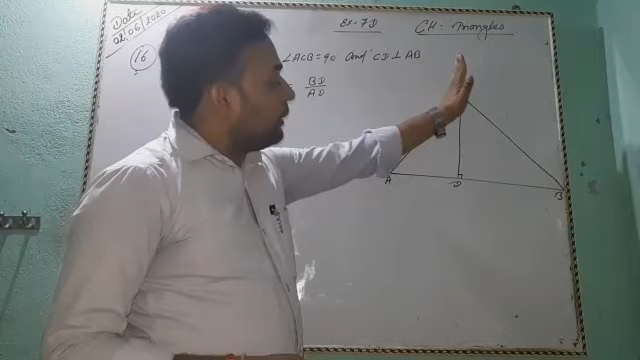 Date
02/06/2020
Ex-7D
CH:- Triangles
16
∠ACB=90 and CD⊥AB
BD
AD
A
D
B